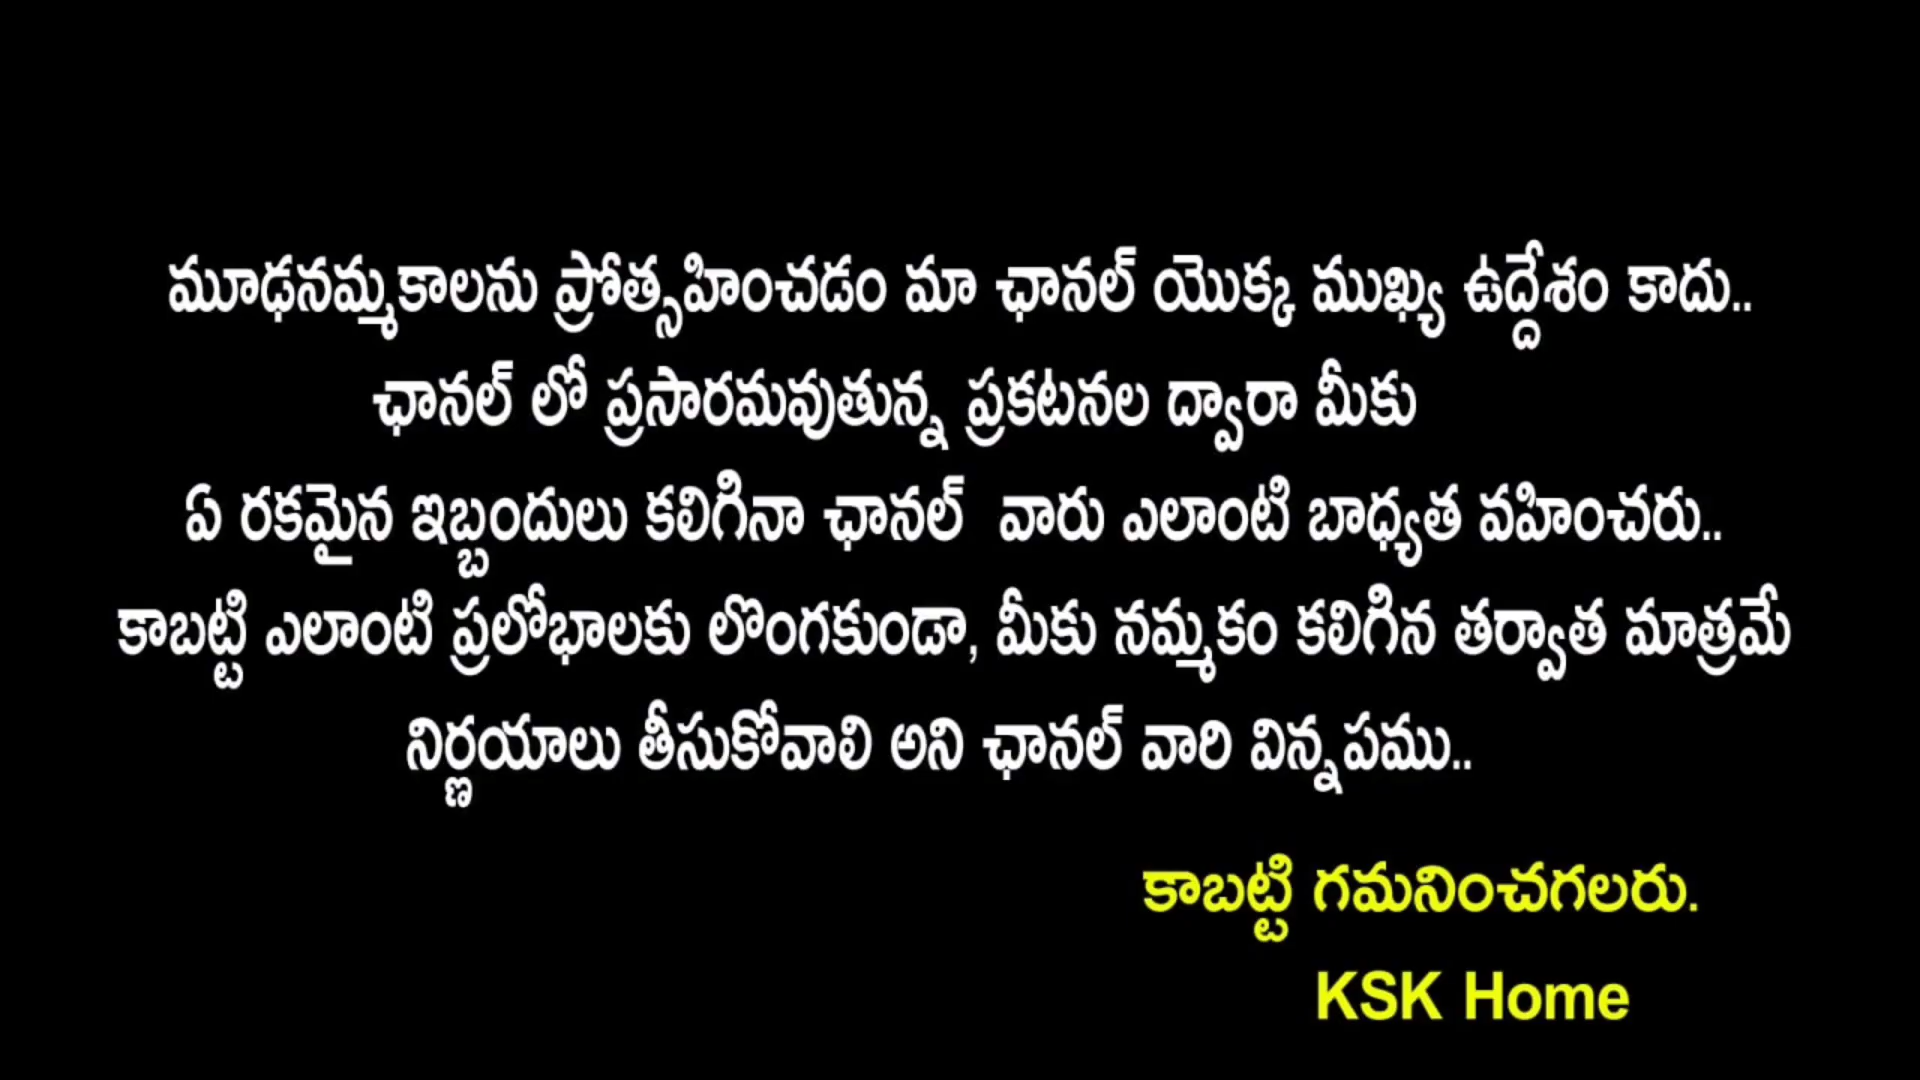 మూఢనమ్మకాలను ప్రోత్సహించడం మా ఛానల్ యొక్క ముఖ్య ఉద్దేశం కాదు..
ఛానల్ లో ప్రసారమవుతున్న ప్రకటనల ద్వారా మీకు
ఏ రకమైన ఇబ్బందులు కలిగినా ఛానల్ వారు ఎలాంటి బాధ్యత వహించరు..
కాబట్టి ఎలాంటి ప్రలోభాలకు లొంగకుండా, మీకు నమ్మకం కలిగిన తర్వాత మాత్రమే
నిర్ణయాలు తీసుకోవాలి అని ఛానల్ వారి విన్నపము..
కాబట్టి గమనించగలరు.
KSK Home